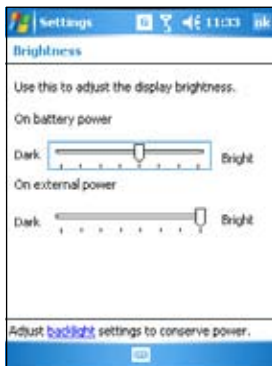 Settings 11:33 ok
Brightness
Use this to adjust the display brightness.
On battery power
Dark Bright
On external power
Dark Bright
Adjust backlight settings to conserve power.